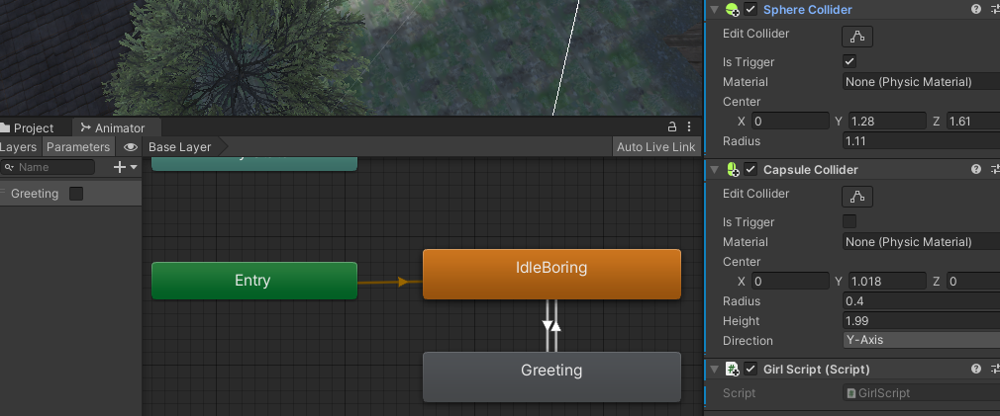 Sphere Collider
Edit Collider
Is Trigger
Material None (Physic Material)
Center
X 0 Y 1.28 Z 1.61
Radius 1.11
Capsule Collider
Edit Collider
Is Trigger
Material None (Physic Material)
Center
X 0 Y 1.018 Z 0
Radius 0.4
Height 1.99
Direction Y-Axis
Girl Script (Script)
Script GirlScript
Project Animator
Layers Parameters Base Layer Auto Live Link
Name
Greeting
Entry
IdleBoring
Greeting